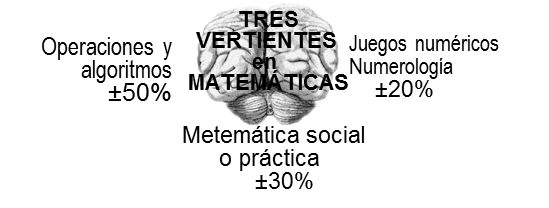 TRES
VERTIENTES
en
MATEMÁTICAS
Operaciones y
algoritmos
±50%
Juegos numéricos
Numerología
±20%
Metemática social
o práctica
±30%